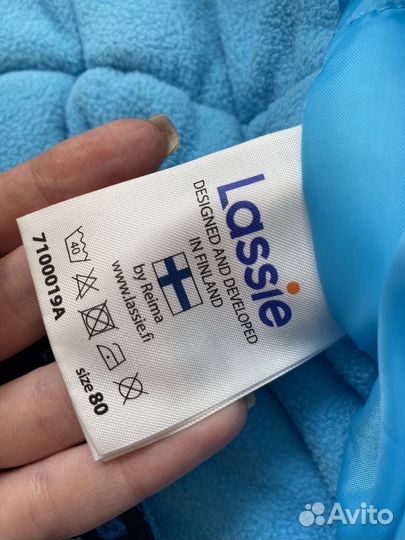 Lassie
DESIGNED AND DEVELOPED
IN FINLAND
by Reima
www.lassie.fi
40
7100019A
size 80
Avito